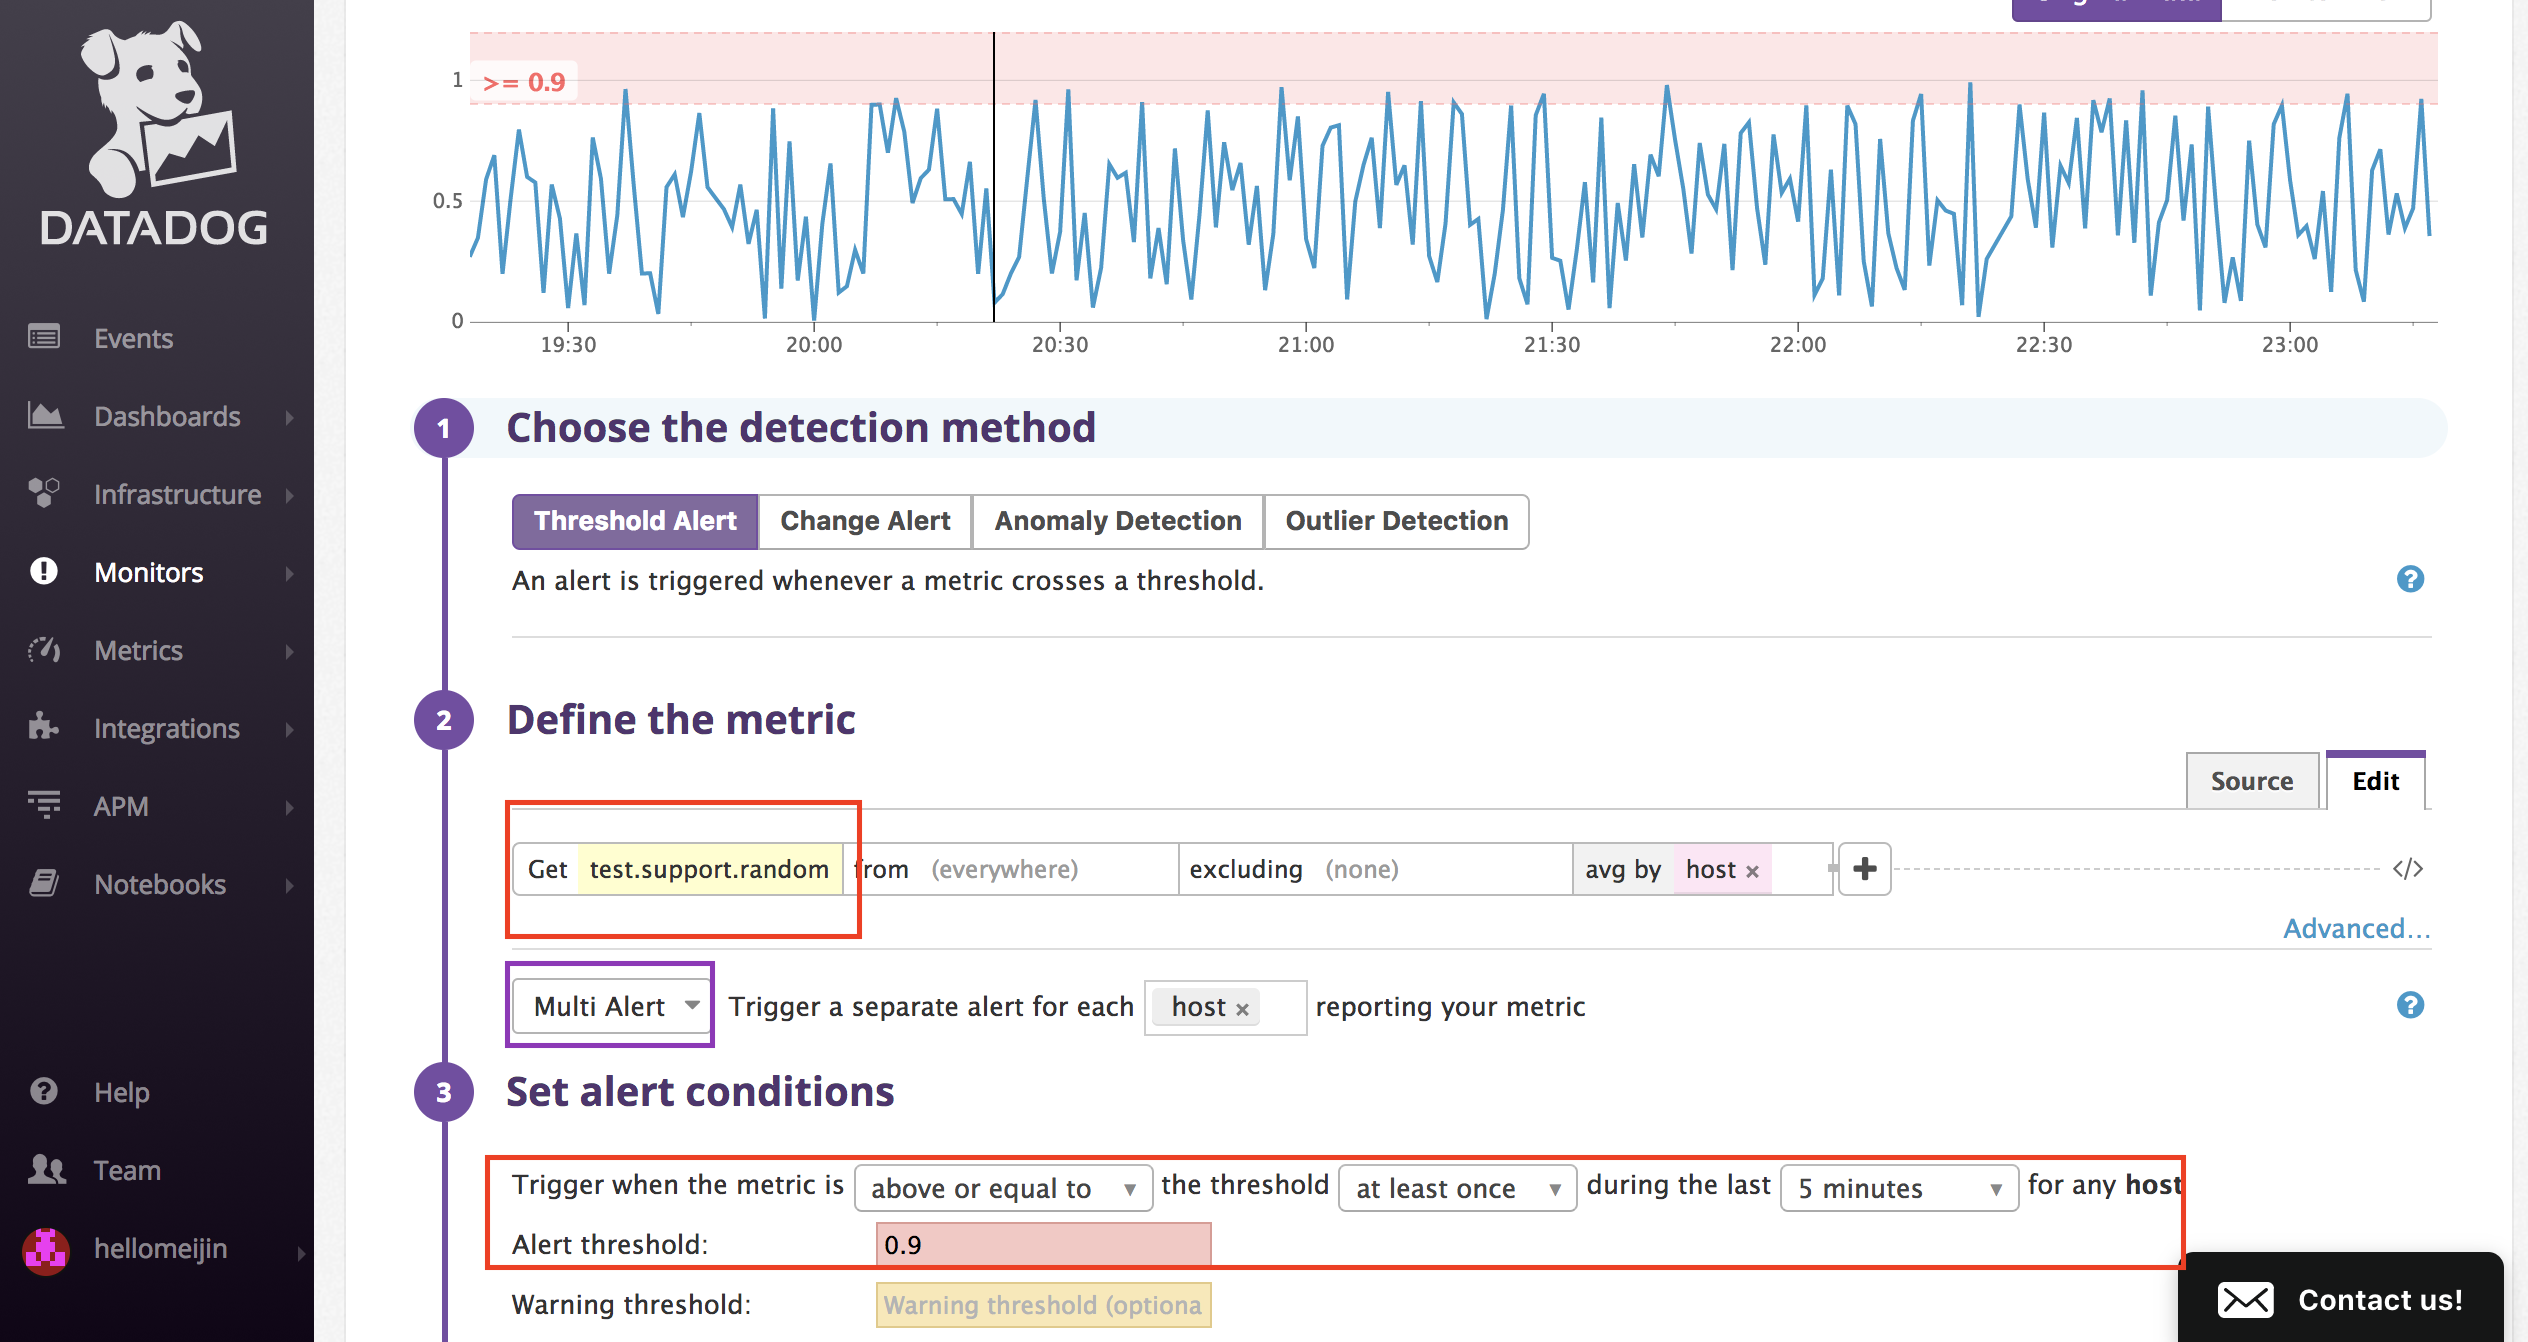 DATADOG
Events
Dashboards
Infrastructure
Monitors
Metrics
Integrations
APM
Notebooks
Help
Team
hellomeijin
1
>= 0.9
0.5
0
19:30 20:00 20:30 21:00 21:30 22:00 22:30 23:00
1 Choose the detection method
Threshold Alert Change Alert Anomaly Detection Outlier Detection
An alert is triggered whenever a metric crosses a threshold. ?
2 Define the metric
Source Edit
Get test.support.random from (everywhere) excluding (none) avg by host × + </>
Advanced...
Multi Alert Trigger a separate alert for each host × reporting your metric ?
3 Set alert conditions
Trigger when the metric is above or equal to the threshold at least once during the last 5 minutes for any host
Alert threshold: 0.9
Warning threshold: Warning threshold (optiona
Contact us!